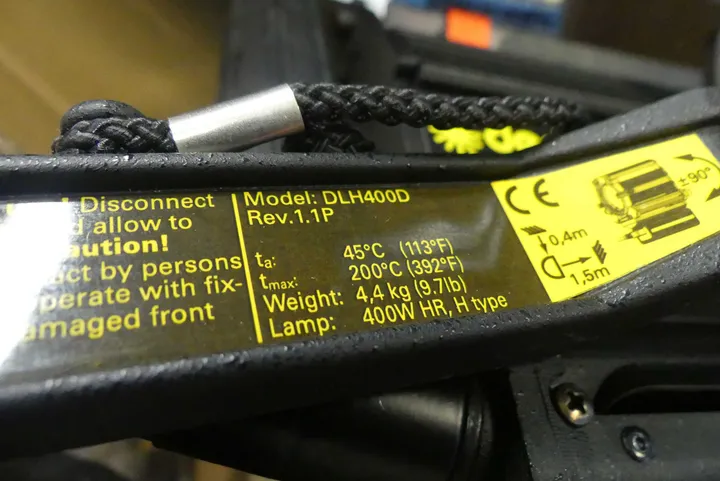 Disconnect
allow to
aution!
uct by persons
perate with fix-
amaged front
Model: DLH400D
Rev.1.1P
ta: 45°C (113°F)
tmax: 200°C (392°F)
Weight: 4,4 kg (9.7lb)
Lamp: 400W HR, H type
CE
±90°
0,4m
1,5m